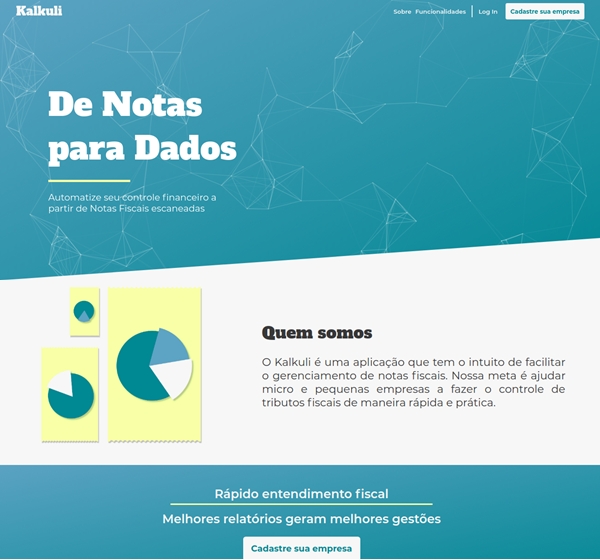 Kalkuli
Sobre Funcionalidades Log In Cadastre sua empresa
De Notas
para Dados
Automatize seu controle financeiro a
partir de Notas Fiscais escaneadas
Quem somos
O Kalkuli é uma aplicação que tem o intuito de facilitar
o gerenciamento de notas fiscais. Nossa meta é ajudar
micro e pequenas empresas a fazer o controle de
tributos fiscais de maneira rápida e prática.
Rápido entendimento fiscal
Melhores relatórios geram melhores gestões
Cadastre sua empresa